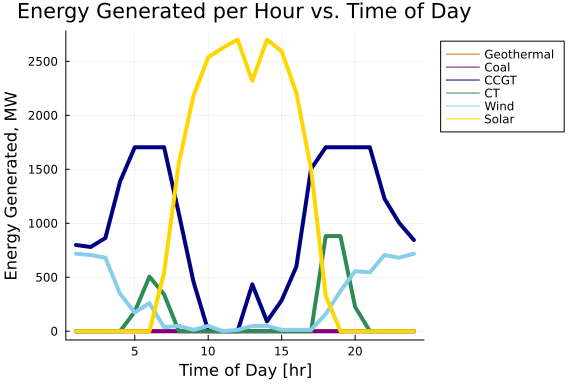 Energy Generated per Hour vs. Time of Day
Energy Generated, MW
2500
2000
1500
1000
500
0
5
10
15
20
Time of Day [hr]
Geothermal
Coal
CCGT
CT
Wind
Solar